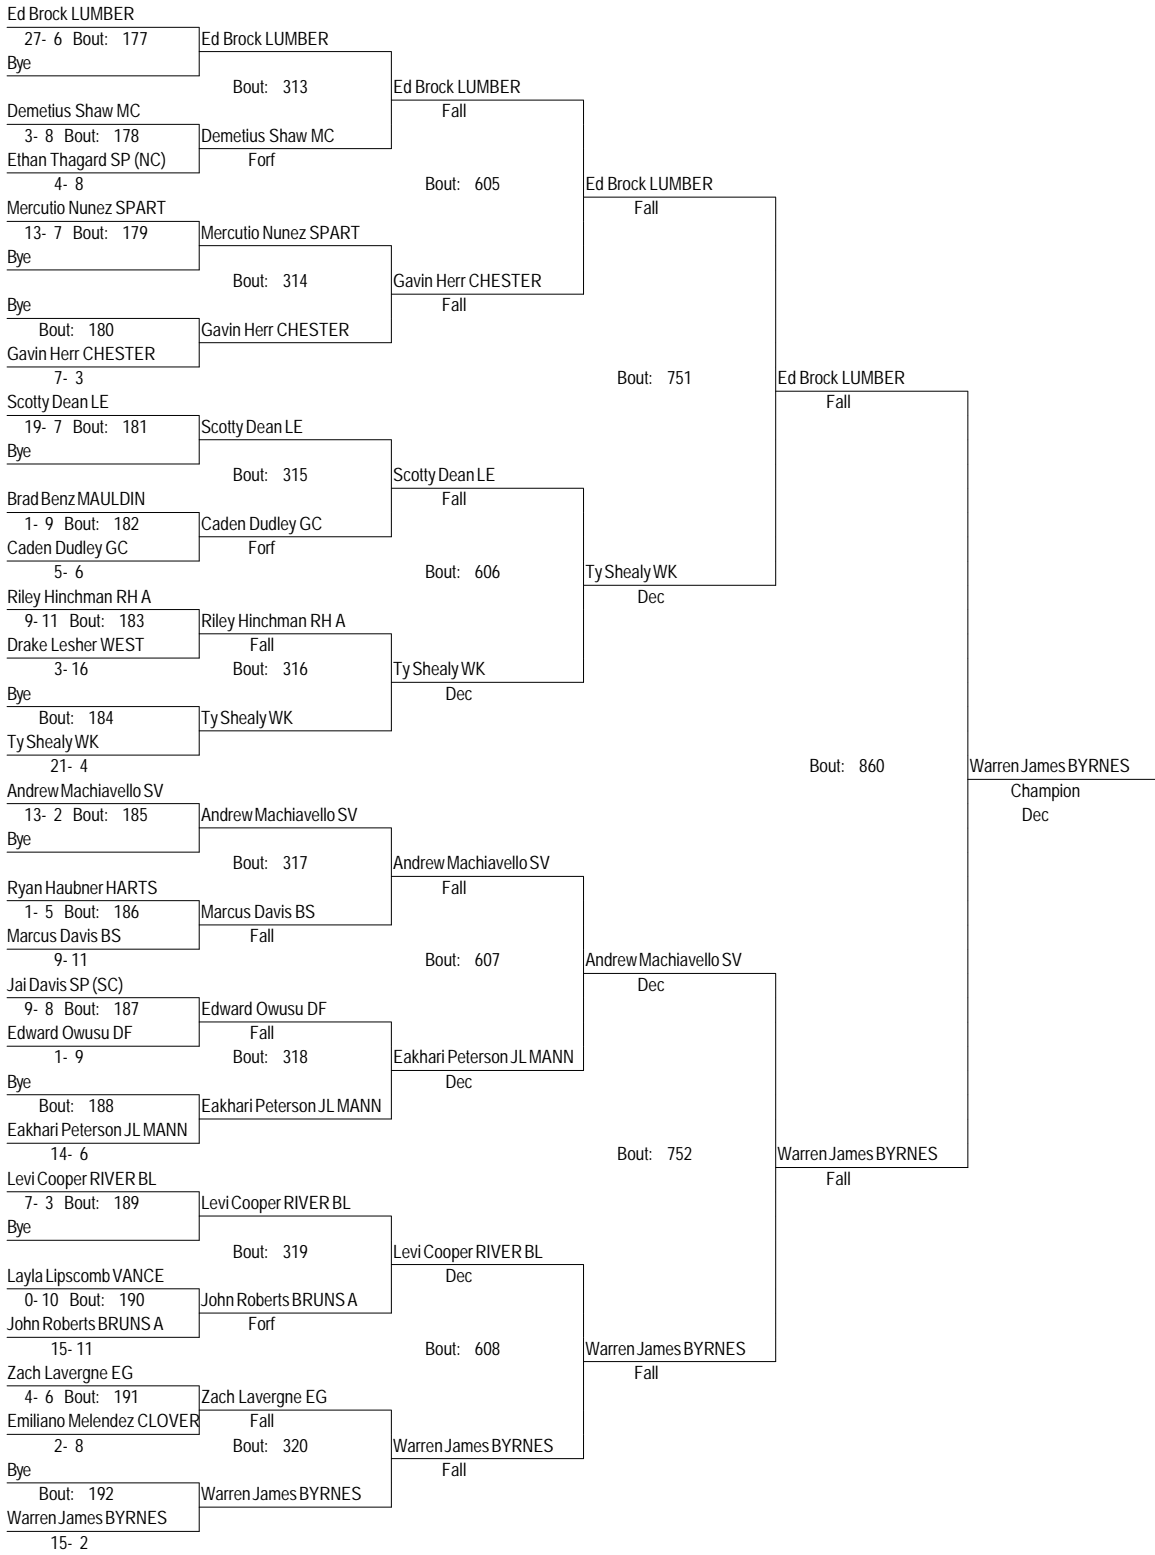 Ed Brock LUMBER
27- 6 Bout: 177 Ed Brock LUMBER
Bye
Bout: 313 Ed Brock LUMBER
Demetius Shaw MC Fall
3- 8 Bout: 178 Demetius Shaw MC
Ethan Thagard SP (NC) Forf
4- 8 Bout: 605 Ed Brock LUMBER
Mercutio Nunez SPART Fall
13- 7 Bout: 179 Mercutio Nunez SPART
Bye
Bout: 314 Gavin Herr CHESTER
Bye Fall
Bout: 180 Gavin Herr CHESTER
Gavin Herr CHESTER
7- 3 Bout: 751 Ed Brock LUMBER
Scotty Dean LE Fall
19- 7 Bout: 181 Scotty Dean LE
Bye
Bout: 315 Scotty Dean LE
Brad Benz MAULDIN Fall
1- 9 Bout: 182 Caden Dudley GC
Caden Dudley GC Forf
5- 6 Bout: 606 Ty Shealy WK
Riley Hinchman RH A Dec
9- 11 Bout: 183 Riley Hinchman RH A
Drake Lesher WEST Fall
3- 16 Bout: 316 Ty Shealy WK
Bye Dec
Bout: 184 Ty Shealy WK
Ty Shealy WK
21- 4 Bout: 860 Warren James BYRNES
Andrew Machiavello SV Champion
13- 2 Bout: 185 Andrew Machiavello SV Dec
Bye
Bout: 317 Andrew Machiavello SV
Ryan Haubner HARTS Fall
1- 5 Bout: 186 Marcus Davis BS
Marcus Davis BS Fall
9- 11 Bout: 607 Andrew Machiavello SV
Jai Davis SP (SC) Dec
9- 8 Bout: 187 Edward Owusu DF
Edward Owusu DF Fall
1- 9 Bout: 318 Eakhari Peterson JL MANN
Bye Dec
Bout: 188 Eakhari Peterson JL MANN
Eakhari Peterson JL MANN
14- 6 Bout: 752 Warren James BYRNES
Levi Cooper RIVER BL Fall
7- 3 Bout: 189 Levi Cooper RIVER BL
Bye
Bout: 319 Levi Cooper RIVER BL
Layla Lipscomb VANCE Dec
0- 10 Bout: 190 John Roberts BRUNS A
John Roberts BRUNS A Forf
15- 11 Bout: 608 Warren James BYRNES
Zach Lavergne EG Fall
4- 6 Bout: 191 Zach Lavergne EG
Emiliano Melendez CLOVER Fall
2- 8 Bout: 320 Warren James BYRNES
Bye Fall
Bout: 192 Warren James BYRNES
Warren James BYRNES
15- 2